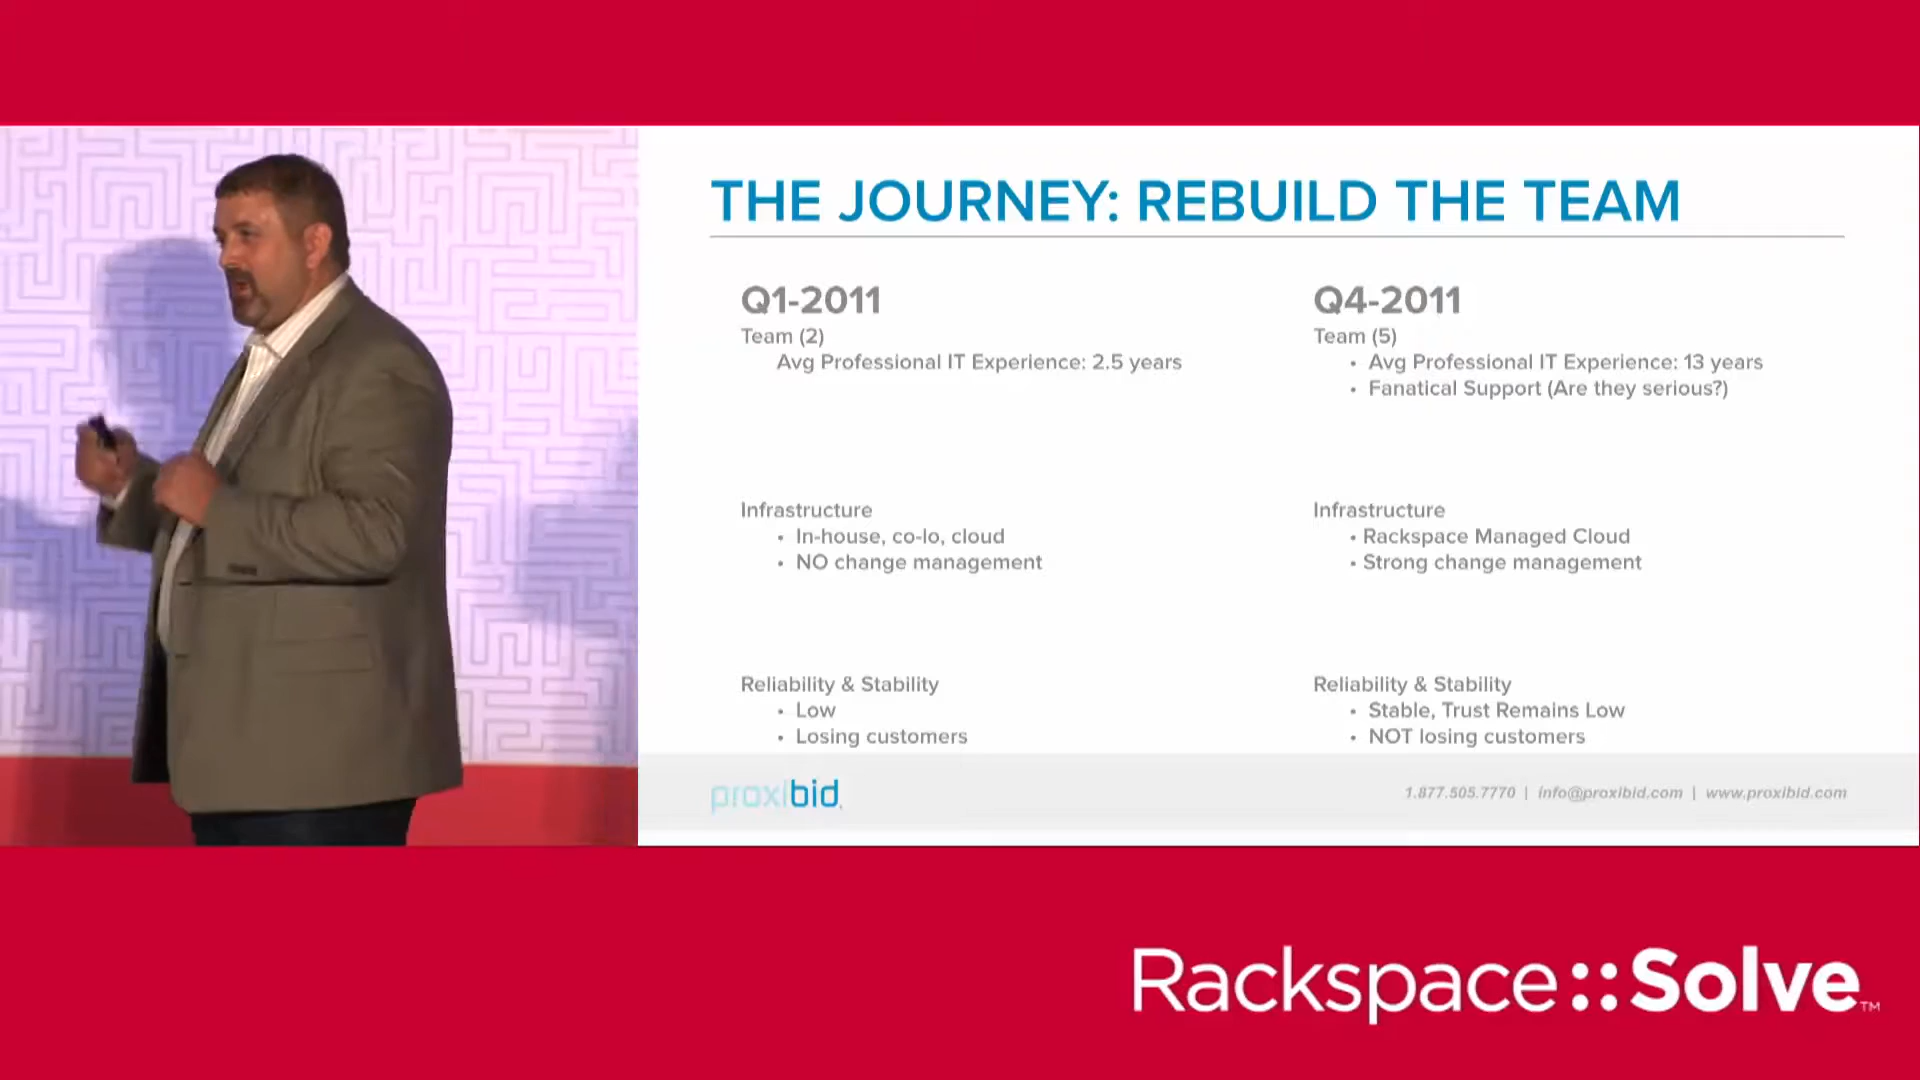 THE JOURNEY: REBUILD THE TEAM
Q1-2011
Team (2)
Avg Professional IT Experience: 2.5 years
Infrastructure
• In-house, co-lo, cloud
• NO change management
Reliability & Stability
• Low
• Losing customers
Q4-2011
Team (5)
• Avg Professional IT Experience: 13 years
• Fanatical Support (Are they serious?)
Infrastructure
• Rackspace Managed Cloud
• Strong change management
Reliability & Stability
• Stable, Trust Remains Low
• NOT losing customers
proxibid
1.877.505.7770 | info@proxibid.com | www.proxibid.com
Rackspace::Solve™